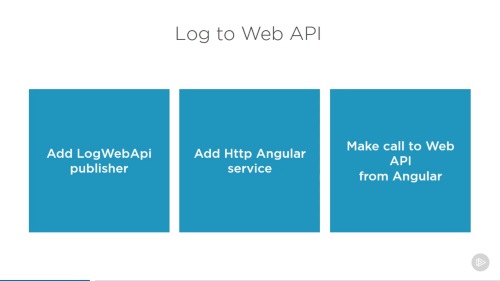 Log to Web API
Add LogWebApi
publisher
Add Http Angular
service
Make call to Web
API
from Angular